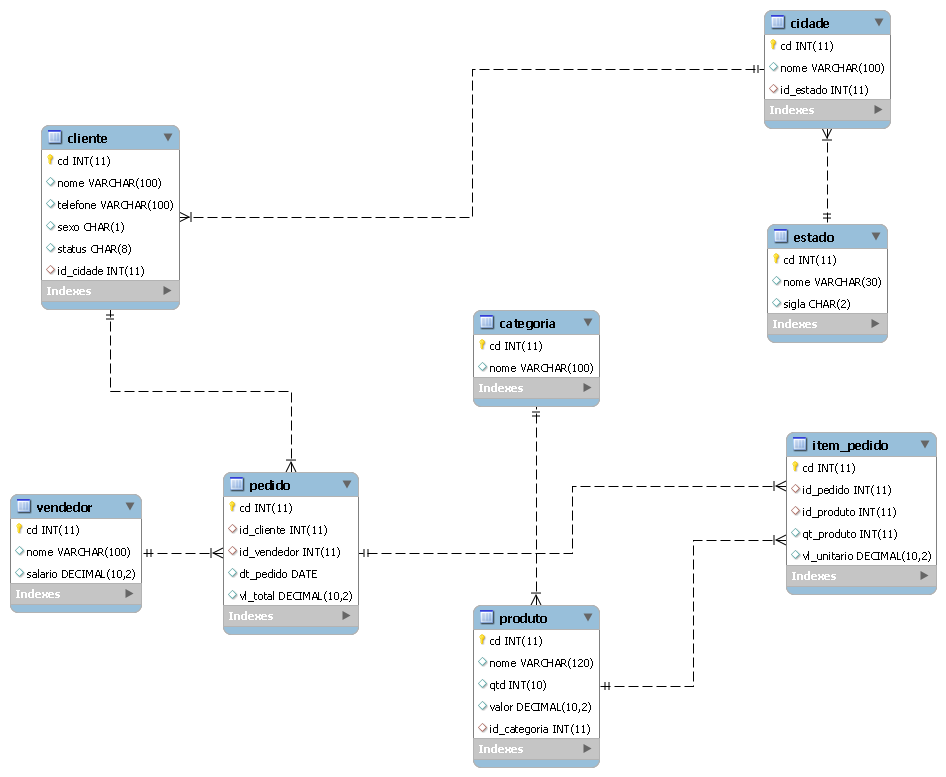 cidade
cd INT(11)
nome VARCHAR(100)
id_estado INT(11)
Indexes
cliente
cd INT(11)
nome VARCHAR(100)
telefone VARCHAR(100)
sexo CHAR(1)
status CHAR(8)
id_cidade INT(11)
Indexes
estado
cd INT(11)
nome VARCHAR(30)
sigla CHAR(2)
Indexes
categoria
cd INT(11)
nome VARCHAR(100)
Indexes
item_pedido
cd INT(11)
id_pedido INT(11)
id_produto INT(11)
qt_produto INT(11)
vl_unitario DECIMAL(10,2)
Indexes
pedido
cd INT(11)
id_cliente INT(11)
id_vendedor INT(11)
dt_pedido DATE
vl_total DECIMAL(10,2)
Indexes
vendedor
cd INT(11)
nome VARCHAR(100)
salario DECIMAL(10,2)
Indexes
produto
cd INT(11)
nome VARCHAR(120)
qtd INT(10)
valor DECIMAL(10,2)
id_categoria INT(11)
Indexes